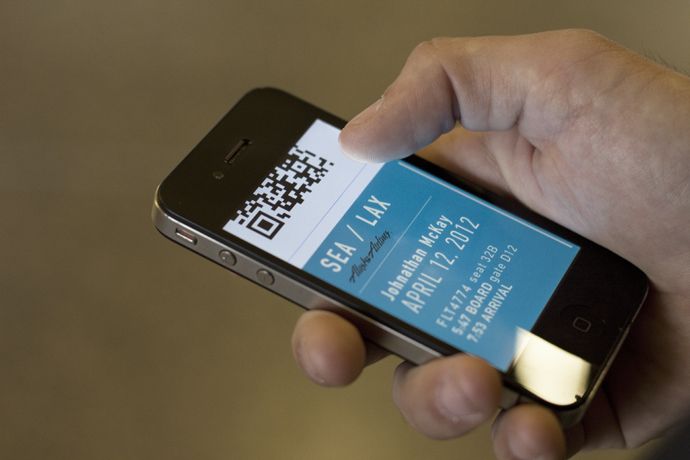 SEA / LAX
Alaska Airlines
Johnathan McKay
APRIL 12, 2012
FLT4774 seat 32B
5:47 BOARD gate D12
7:53 ARRIVAL